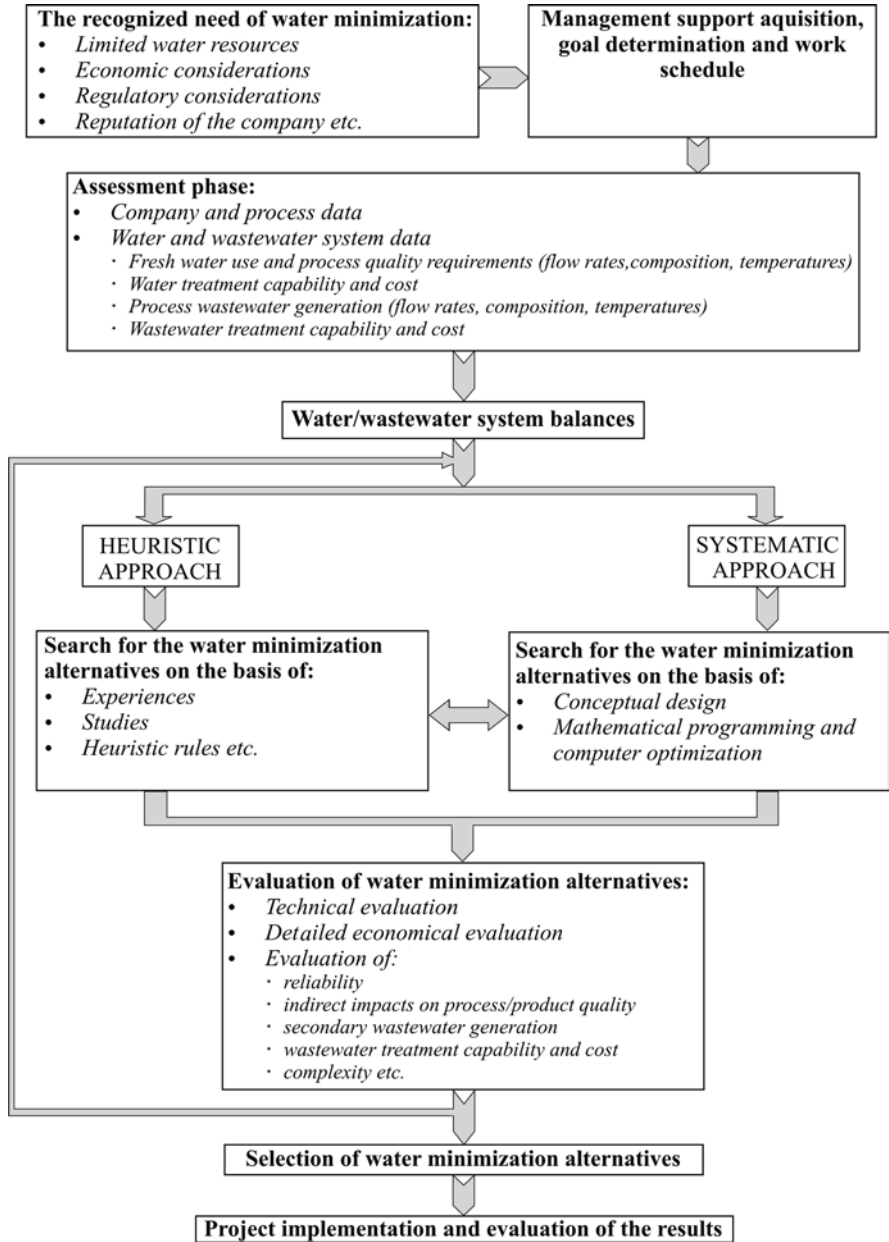 The recognized need of water minimization:
• Limited water resources
• Economic considerations
• Regulatory considerations
• Reputation of the company etc.
Management support aquisition,
goal determination and work
schedule
Assessment phase:
• Company and process data
• Water and wastewater system data
· Fresh water use and process quality requirements (flow rates,composition, temperatures)
· Water treatment capability and cost
· Process wastewater generation (flow rates, composition, temperatures)
· Wastewater treatment capability and cost
Water/wastewater system balances
HEURISTIC
APPROACH
SYSTEMATIC
APPROACH
Search for the water minimization
alternatives on the basis of:
• Experiences
• Studies
• Heuristic rules etc.
Search for the water minimization
alternatives on the basis of:
• Conceptual design
• Mathematical programming and
computer optimization
Evaluation of water minimization alternatives:
• Technical evaluation
• Detailed economical evaluation
• Evaluation of:
· reliability
· indirect impacts on process/product quality
· secondary wastewater generation
· wastewater treatment capability and cost
· complexity etc.
Selection of water minimization alternatives
Project implementation and evaluation of the results